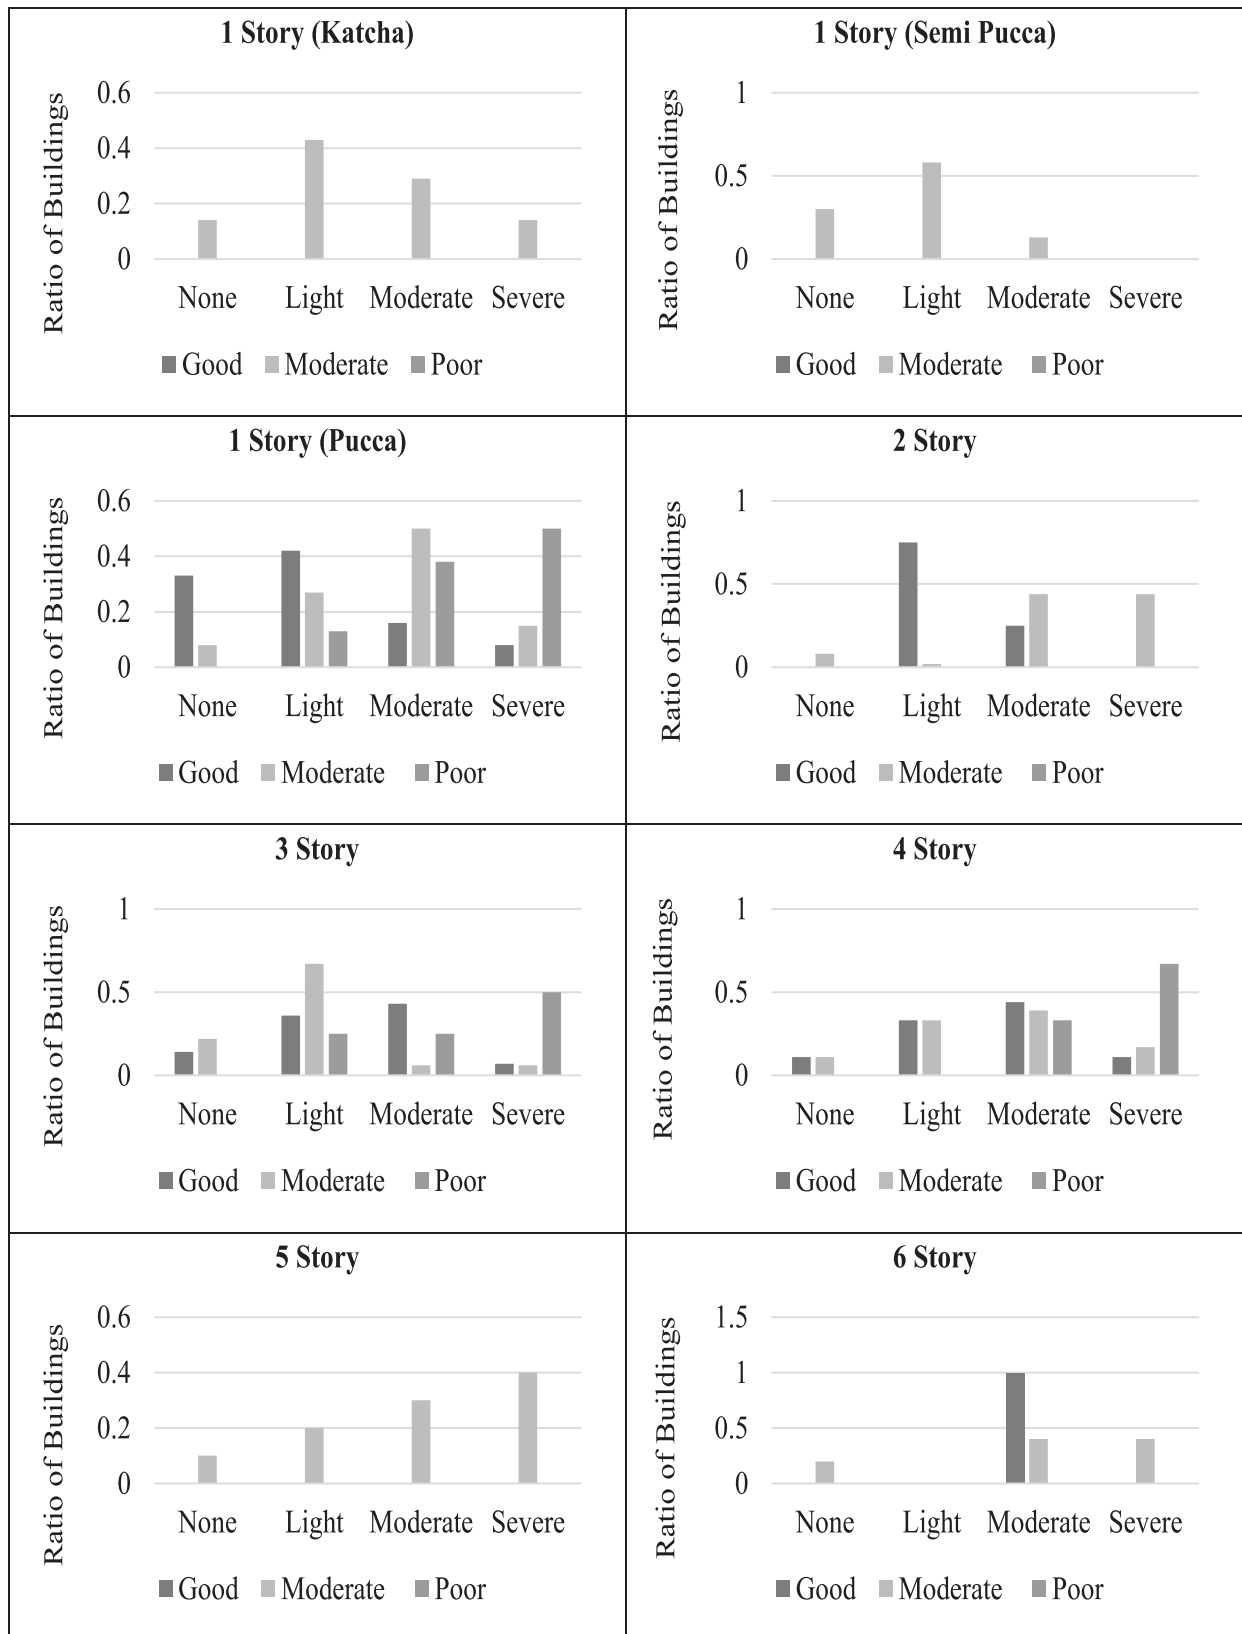 1 Story (Katcha)
Ratio of Buildings
0.6
0.4
0.2
0
None Light Moderate Severe
Good Moderate Poor
1 Story (Semi Pucca)
Ratio of Buildings
1
0.5
0
None Light Moderate Severe
Good Moderate Poor
1 Story (Pucca)
Ratio of Buildings
0.6
0.4
0.2
0
None Light Moderate Severe
Good Moderate Poor
2 Story
Ratio of Buildings
1
0.5
0
None Light Moderate Severe
Good Moderate Poor
3 Story
Ratio of Buildings
1
0.5
0
None Light Moderate Severe
Good Moderate Poor
4 Story
Ratio of Buildings
1
0.5
0
None Light Moderate Severe
Good Moderate Poor
5 Story
Ratio of Buildings
0.6
0.4
0.2
0
None Light Moderate Severe
Good Moderate Poor
6 Story
Ratio of Buildings
1.5
1
0.5
0
None Light Moderate Severe
Good Moderate Poor